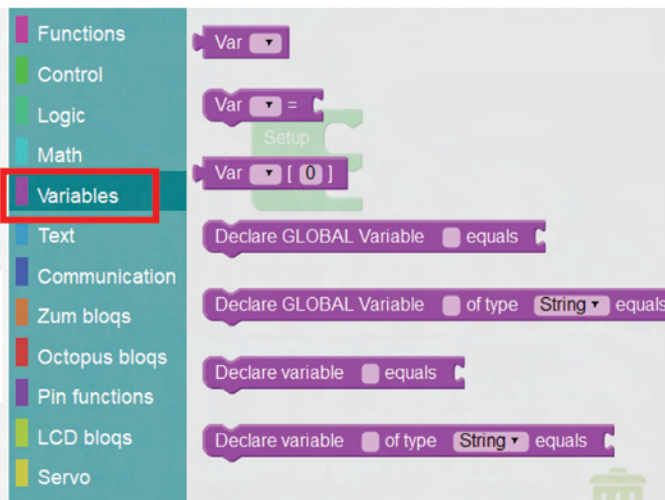 Functions
Control
Logic
Math
Variables
Text
Communication
Zum bloqs
Octopus bloqs
Pin functions
LCD bloqs
Servo
Var
Var =
Setup
Var [ 0 ]
Declare GLOBAL Variable equals
Declare GLOBAL Variable of type String equals
Declare variable equals
Declare variable of type String equals